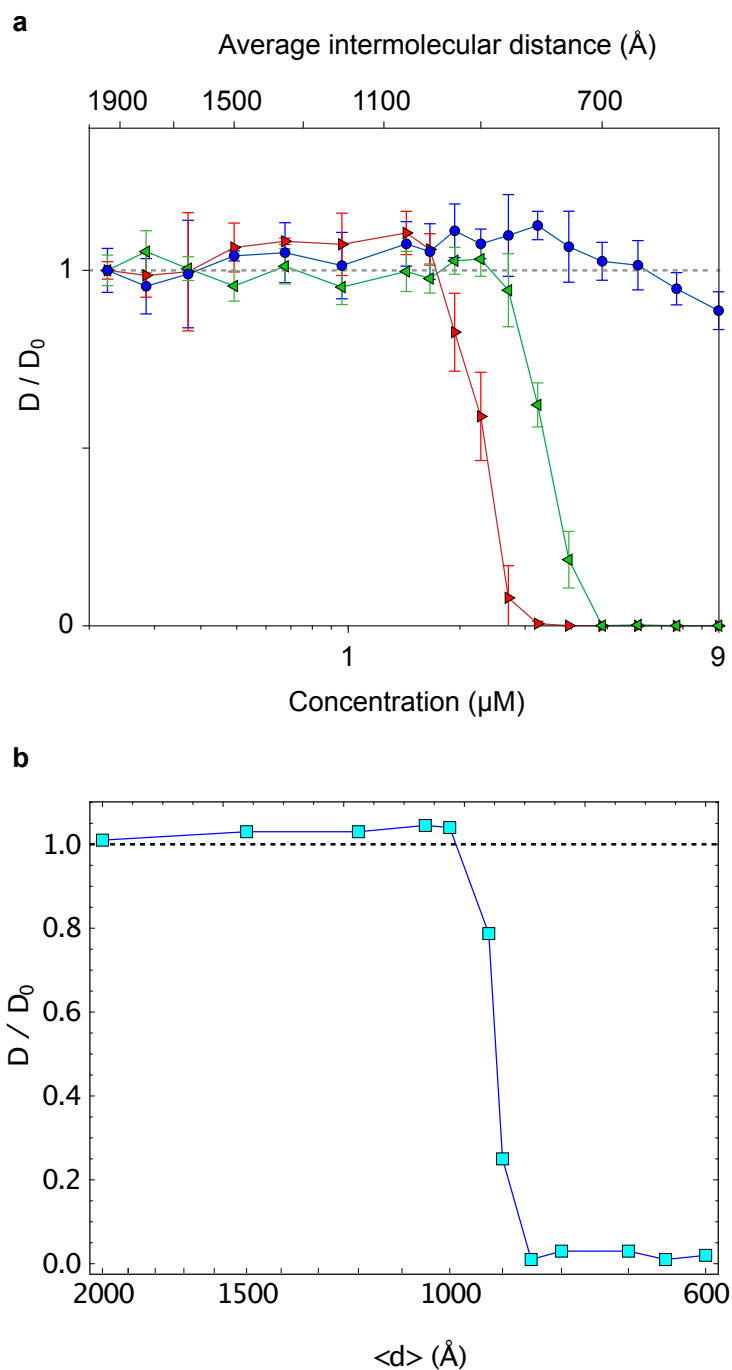 a
Average intermolecular distance (Å)
1900 1500 1100 700
1
D / D0
0
1 9
Concentration (µM)
b
1.0
0.8
0.6
0.4
0.2
0.0
D / D0
2000 1500 1000 600
<d> (Å)